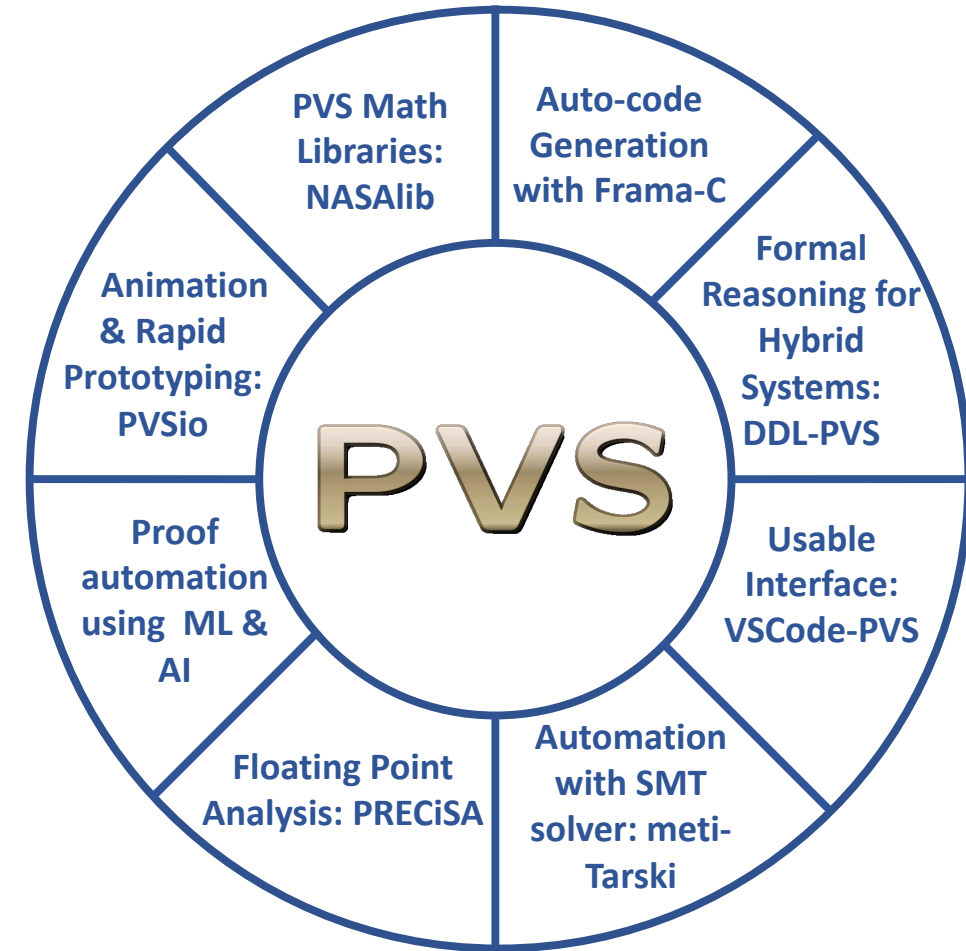 PVS Math
Libraries:
NASAlib
Auto-code
Generation
with Frama-C
Formal
Reasoning for
Hybrid
Systems:
DDL-PVS
Usable
Interface:
VSCode-PVS
Automation
with SMT
solver: meti-
Tarski
Floating Point
Analysis: PRECiSA
Proof
automation
using ML &
AI
Animation
& Rapid
Prototyping:
PVSio
PVS